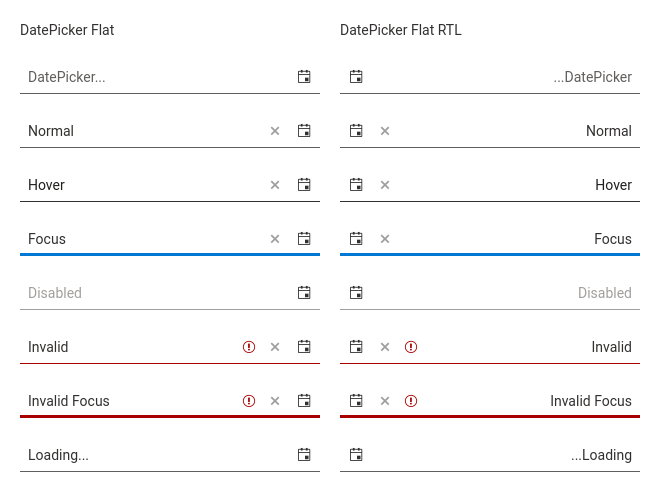 DatePicker Flat
DatePicker...
Normal
Hover
Focus
Disabled
Invalid
Invalid Focus
Loading...
DatePicker Flat RTL
...DatePicker
Normal
Hover
Focus
Disabled
Invalid
Invalid Focus
...Loading